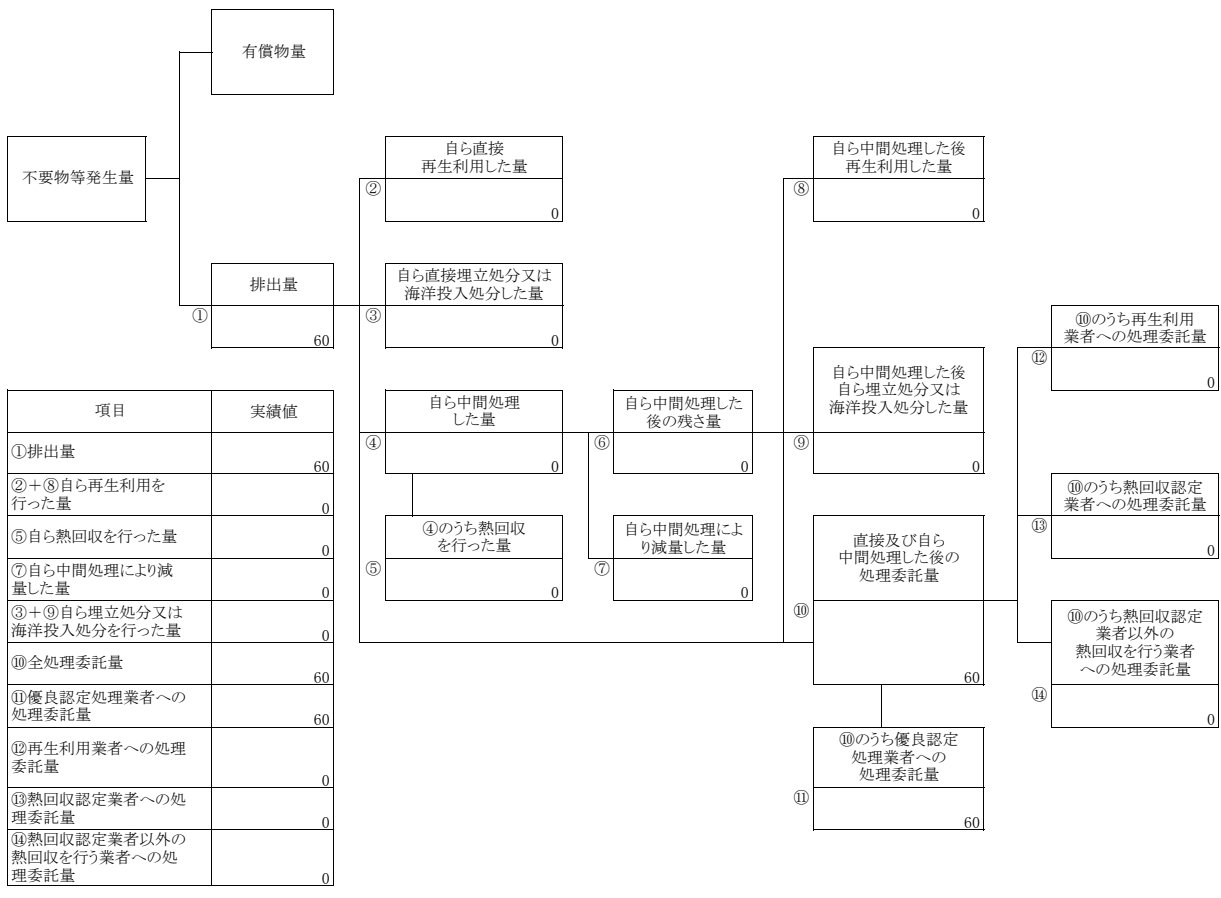 有償物量
不要物等発生量
排出量
①
60
自ら直接
再生利用した量
②
0
自ら直接埋立処分又は
海洋投入処分した量
③
0
自ら中間処理
した量
④
0
④のうち熱回収
を行った量
⑤
0
自ら中間処理した
後の残さ量
⑥
0
自ら中間処理によ
り減量した量
⑦
0
自ら中間処理した後
再生利用した量
⑧
0
自ら中間処理した後
自ら埋立処分又は
海洋投入処分した量
⑨
0
直接及び自ら
中間処理した後の
処理委託量
⑩
60
⑩のうち優良認定
処理業者への
処理委託量
⑪
60
⑩のうち再生利用
業者への処理委託量
⑫
0
⑩のうち熱回収認定
業者への処理委託量
⑬
0
⑩のうち熱回収認定
業者以外の
熱回収を行う業者
への処理委託量
⑭
0
項目 実績値
①排出量
60
②＋⑧自ら再生利用を
行った量
0
⑤自ら熱回収を行った量
0
⑦自ら中間処理により減
量した量
0
③＋⑨自ら埋立処分又は
海洋投入処分を行った量
0
⑩全処理委託量
60
⑪優良認定処理業者への
処理委託量
60
⑫再生利用業者への処理
委託量
0
⑬熱回収認定業者への処
理委託量
0
⑭熱回収認定業者以外の
熱回収を行う業者への処
理委託量
0